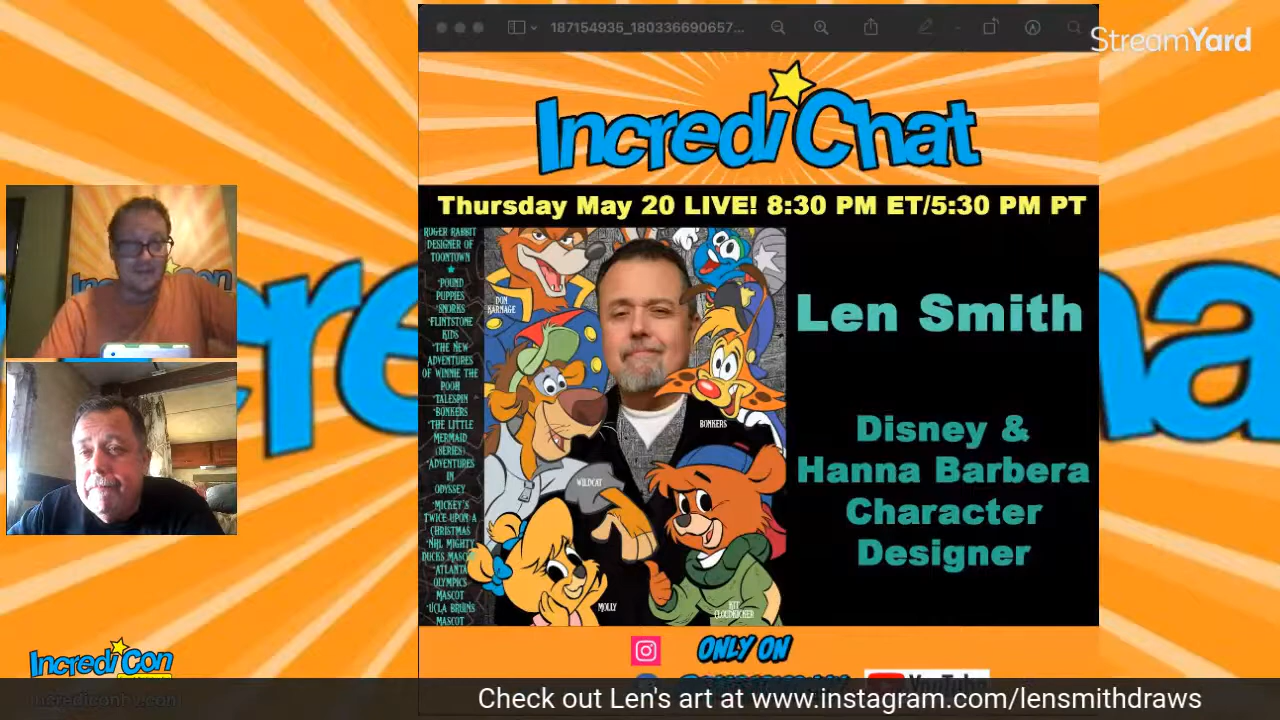 187154935_180336690657...
StreamYard
IncrediChat
Thursday May 20 LIVE! 8:30 PM ET/5:30 PM PT
ROGER RABBIT
DESIGNER OF
TOONTOWN
*POUND
PUPPIES
*SNORKS
*FLINTSTONE
KIDS
*THE NEW
ADVENTURES
OF WINNIE THE
POOH
*TALESPIN
*BONKERS
*THE LITTLE
MERMAID
(SERIES)
*ADVENTURES
IN
ODYSSEY
*MICKEY'S
TWICE UPON A
CHRISTMAS
*NHL MIGHTY
DUCKS MASCOT
*ATLANTA
OLYMPICS
MASCOT
*UCLA BRUINS
MASCOT
DON
KARNAGE
BONKERS
WILDCAT
MOLLY
KIT
CLOUDKICKER
Len Smith
Disney &
Hanna Barbera
Character
Designer
ONLY ON
YouTube
IncrediCon
incrediconby.com
Check out Len's art at www.instagram.com/lensmithdraws